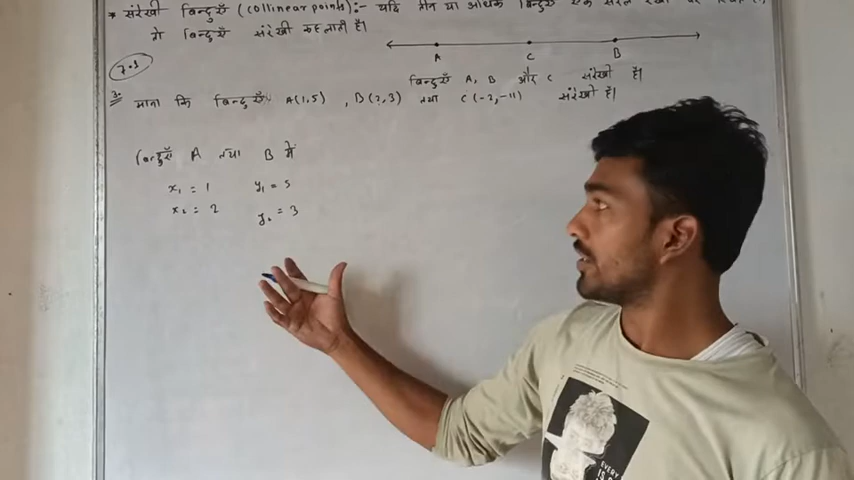 * संरेखी बिन्दुएँ (collinear points):- यदि तीन या अधिक बिन्दुएँ एक सरल रेखा पर
में बिन्दुएँ संरेखी कहलाती है।
A C B
बिन्दुएँ A, B और C संरेखी है।
7.1
3. माना कि बिन्दुएँ A(1,5) , B(2,3) तथा C(-2,-11) संरेखी है।
बिन्दुएँ A तथा B में
x₁ = 1 y₁ = 5
x₂ = 2 y₂ = 3
EVERY